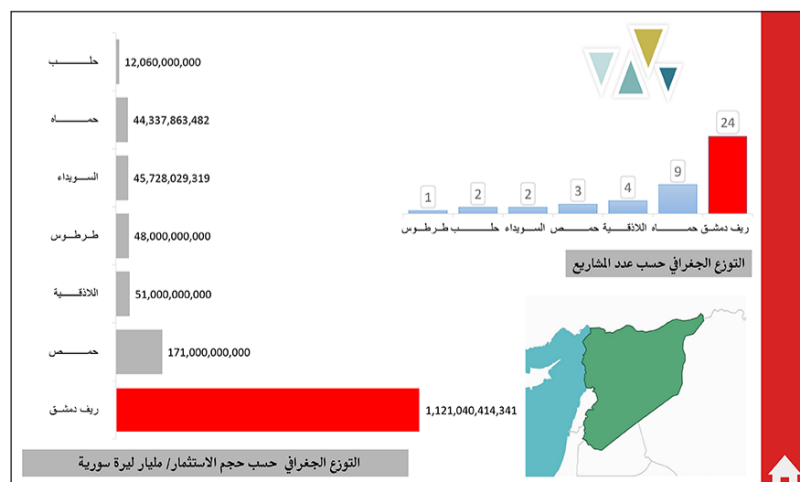 حلب 12,060,000,000
حماه 44,337,863,482
السويداء 45,728,029,319
طرطوس 48,000,000,000
اللاذقية 51,000,000,000
حمص 171,000,000,000
ريف دمشق 1,121,040,414,341
التوزع الجغرافي حسب حجم الاستثمار/ مليار ليرة سورية
24
9
4
3
2
2
1
ريف دمشق حماه اللاذقية حمص السويداء حلب طرطوس
التوزع الجغرافي حسب عدد المشاريع